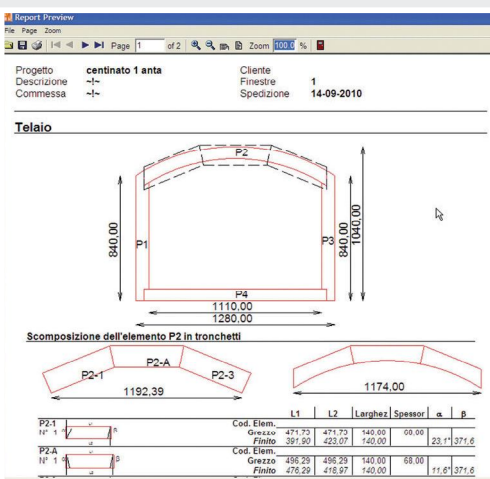 Report Preview
File Page Zoom
Page 1 of 2 Zoom 100.0 %
Progetto centinato 1 anta Cliente
Descrizione ~!~ Finestre 1
Commessa ~!~ Spedizione 14-09-2010
Telaio
P2
840,00 P1 P3 840,00 1040,00
P4
1110,00
1280,00
Scomposizione dell'elemento P2 in tronchetti
P2-1 P2-A P2-3
1192,39 1174,00
L1 L2 Larghez Spessor α β
P2-1 Cod. Elem.
N° 1 Grezzo 471,70 471,70 140,00 68,00
Finito 391,90 423,07 140,00 23,1° 371,6
P2-A Cod. Elem.
N° 1 Grezzo 496,29 496,29 140,00 68,00
Finito 476,29 418,97 140,00 11,6° 371,6